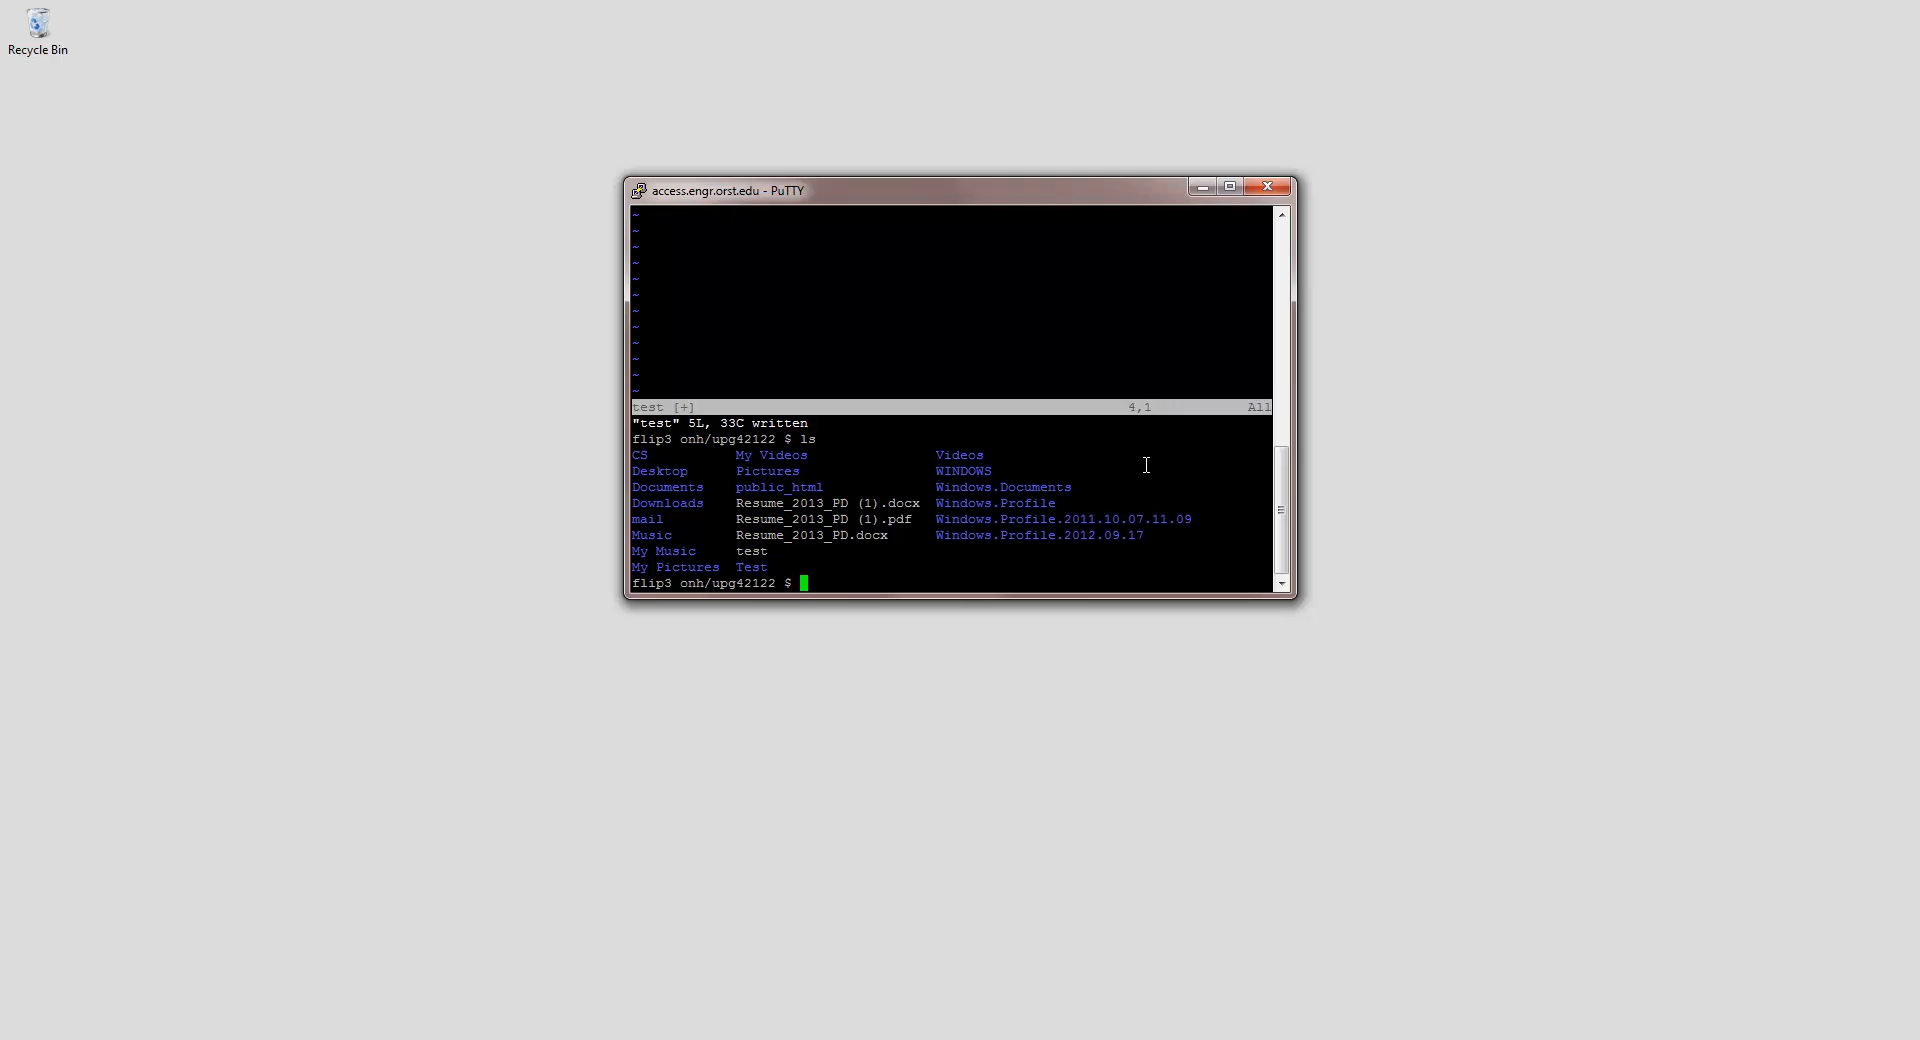 Recycle Bin
access.engr.orst.edu - PuTTY
~
~
~
~
~
~
~
~
~
~
~
~
test [+] 4,1 All
"test" 5L, 33C written
flip3 onh/upg42122 $ ls
CS My Videos Videos
Desktop Pictures WINDOWS
Documents public_html Windows.Documents
Downloads Resume_2013_PD (1).docx Windows.Profile
mail Resume_2013_PD (1).pdf Windows.Profile.2011.10.07.11.09
Music Resume_2013_PD.docx Windows.Profile.2012.09.17
My Music test
My Pictures Test
flip3 onh/upg42122 $